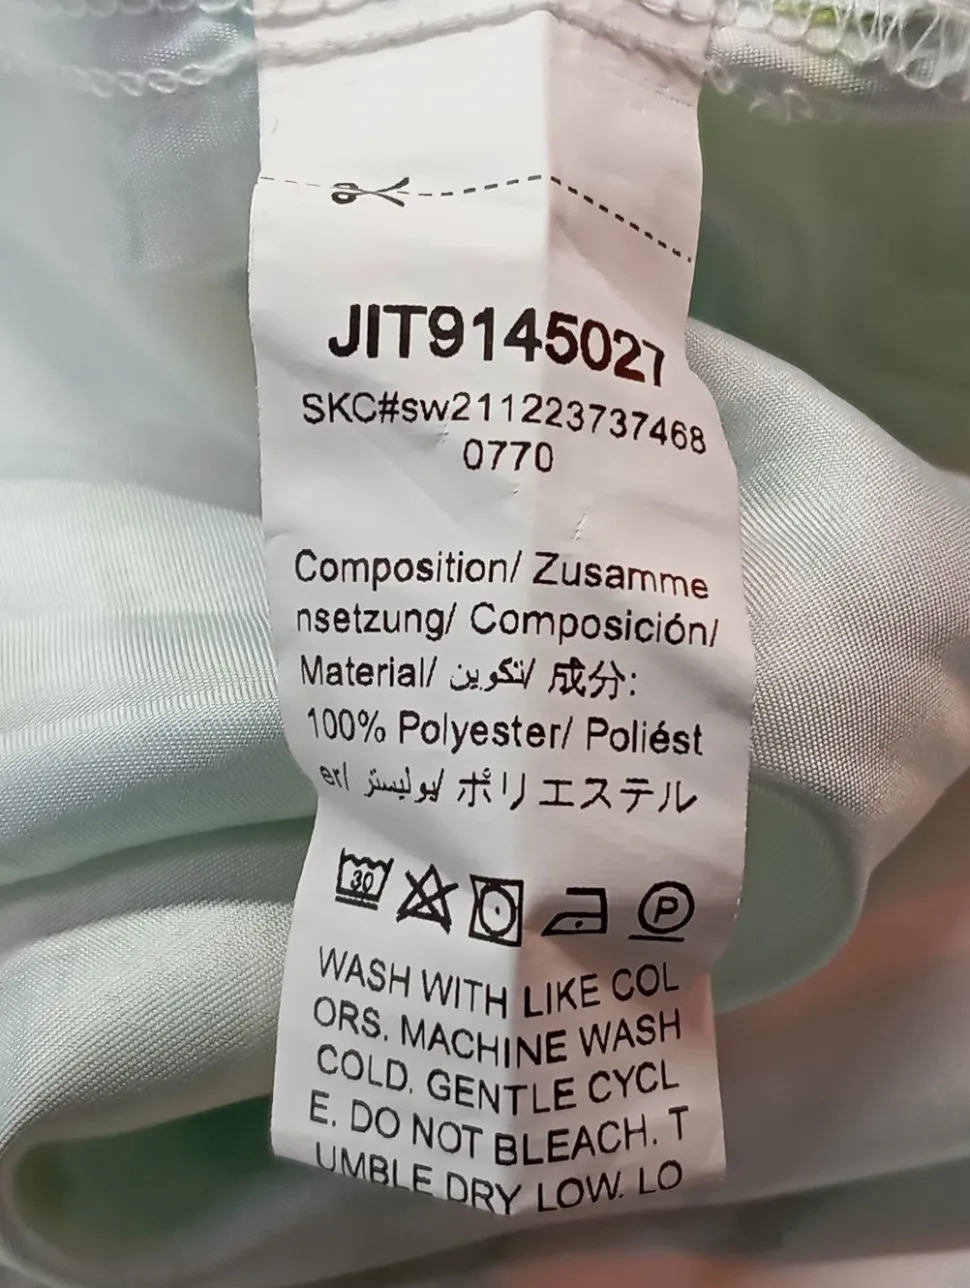 JIT9145027
SKC#sw211223737468
0770
Composition/ Zusamme
nsetzung/ Composición/
Material/ تكوين/ 成分:
100% Polyester/ Poliést
er/ بوليستر/ ポリエステル
30
P
WASH WITH LIKE COL
ORS. MACHINE WASH
COLD. GENTLE CYCL
E. DO NOT BLEACH. T
UMBLE DRY LOW. LO